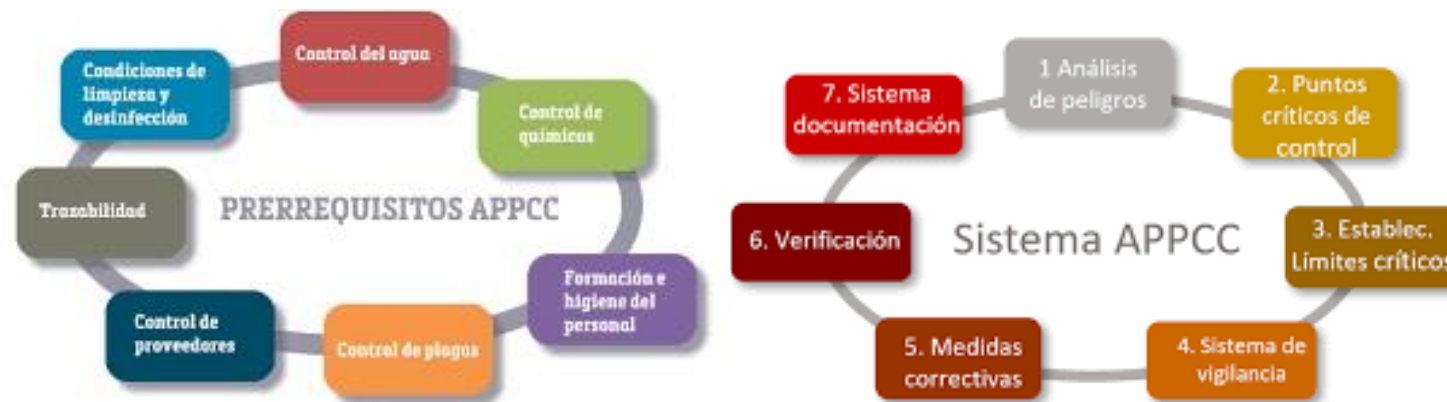 Control del agua
Condiciones de
limpieza y
desinfección
Control de
químicos
Trazabilidad
PRERREQUISITOS APPCC
Formación e
higiene del
personal
Control de
proveedores
Control de plagas
1 Análisis
de peligros
2. Puntos
críticos de
control
7. Sistema
documentación
6. Verificación
Sistema APPCC
3. Establec.
Límites críticos
5. Medidas
correctivas
4. Sistema de
vigilancia